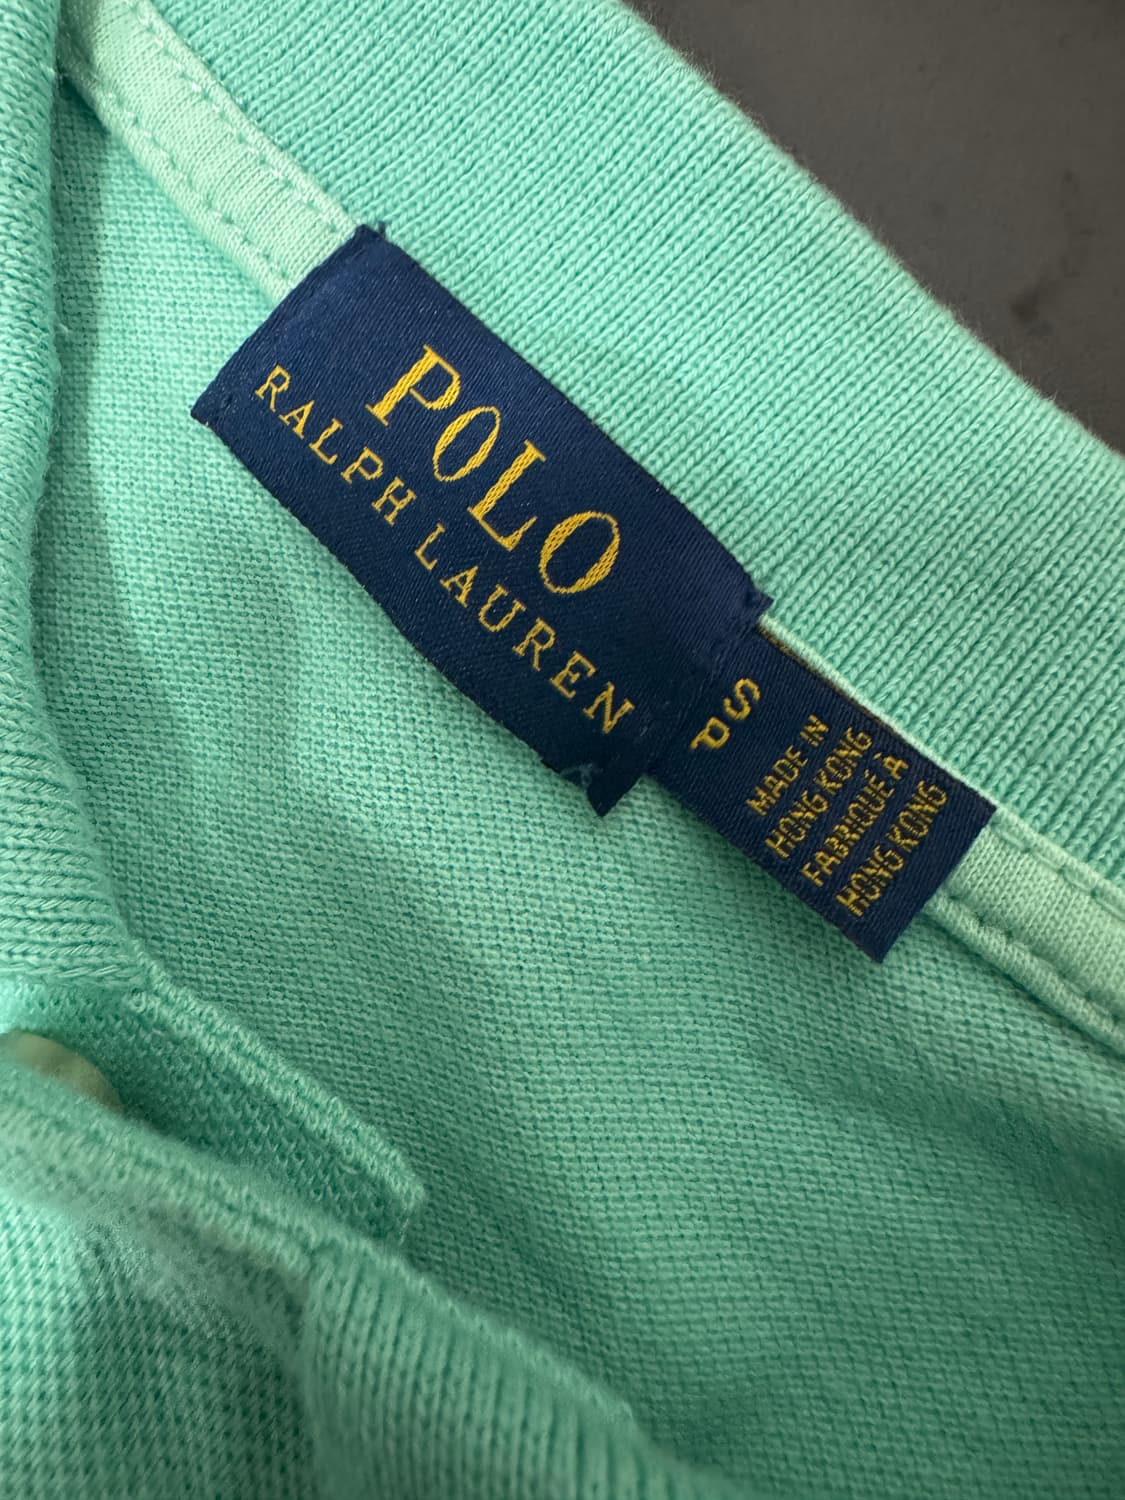 POLO
RALPH LAUREN
S
P
MADE IN
HONG KONG
FABRIQUÉ À
HONG KONG